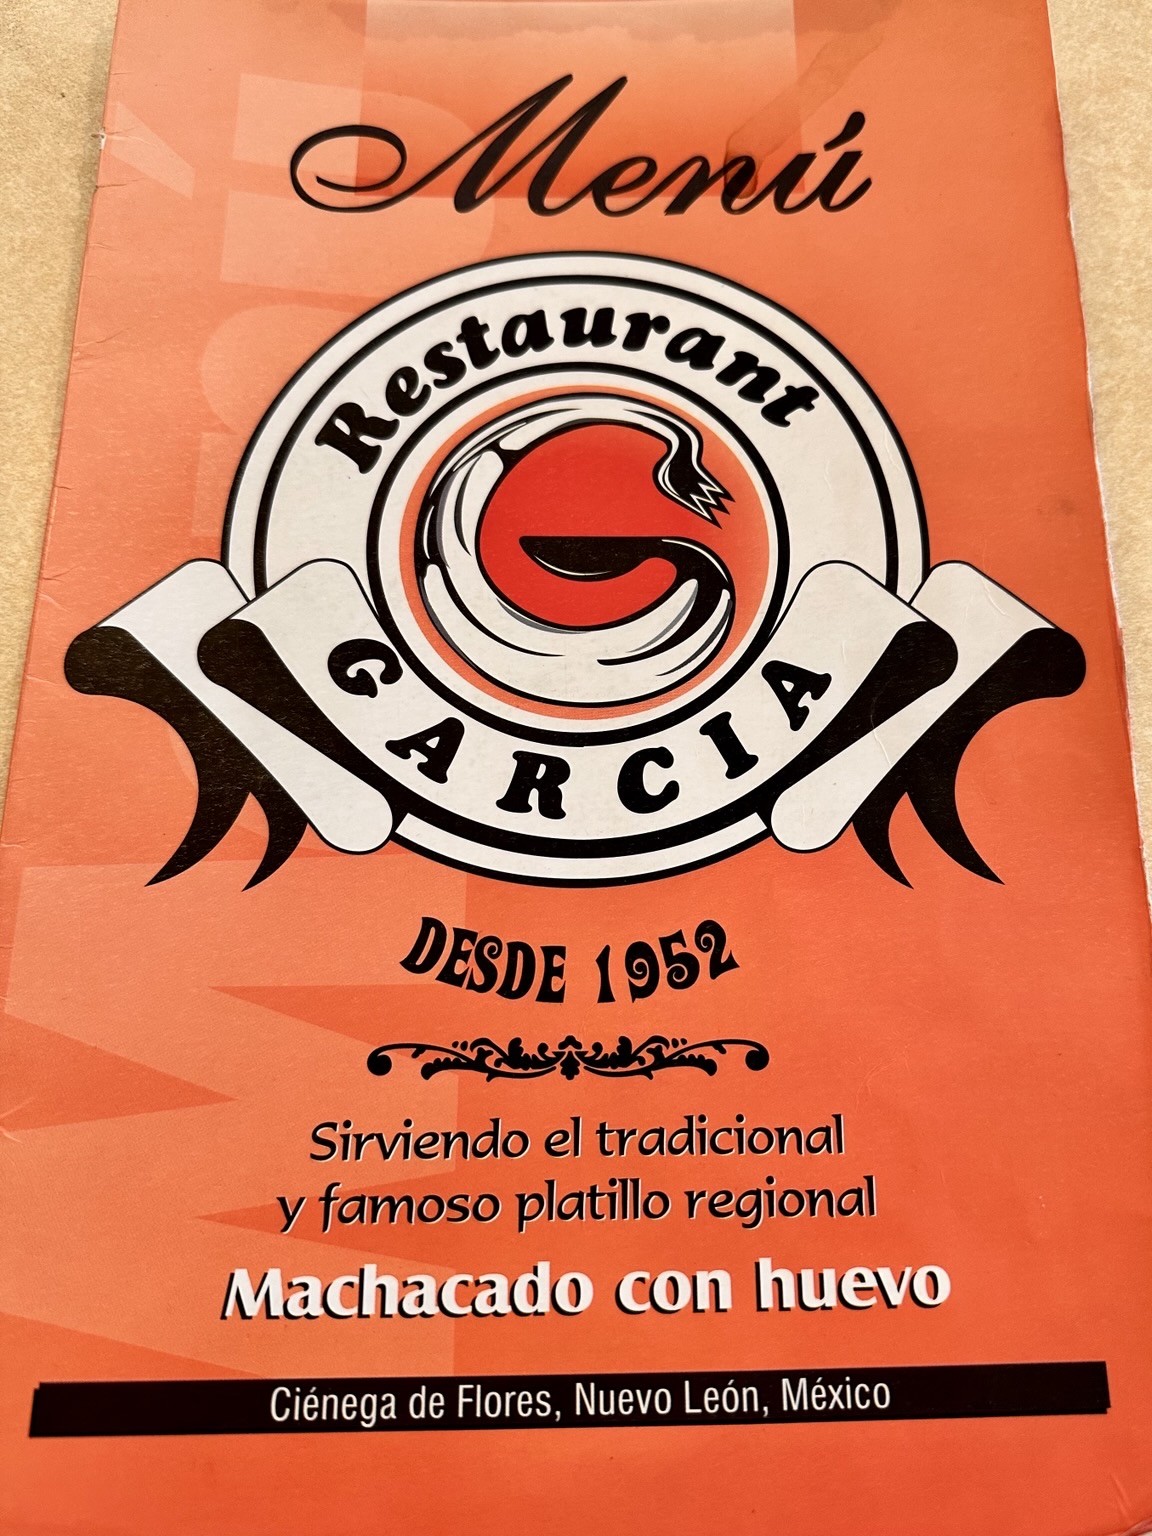 Menú
Restaurant
GARCIA
DESDE 1952
Sirviendo el tradicional
y famoso platillo regional
Machacado con huevo
Ciénega de Flores, Nuevo León, México